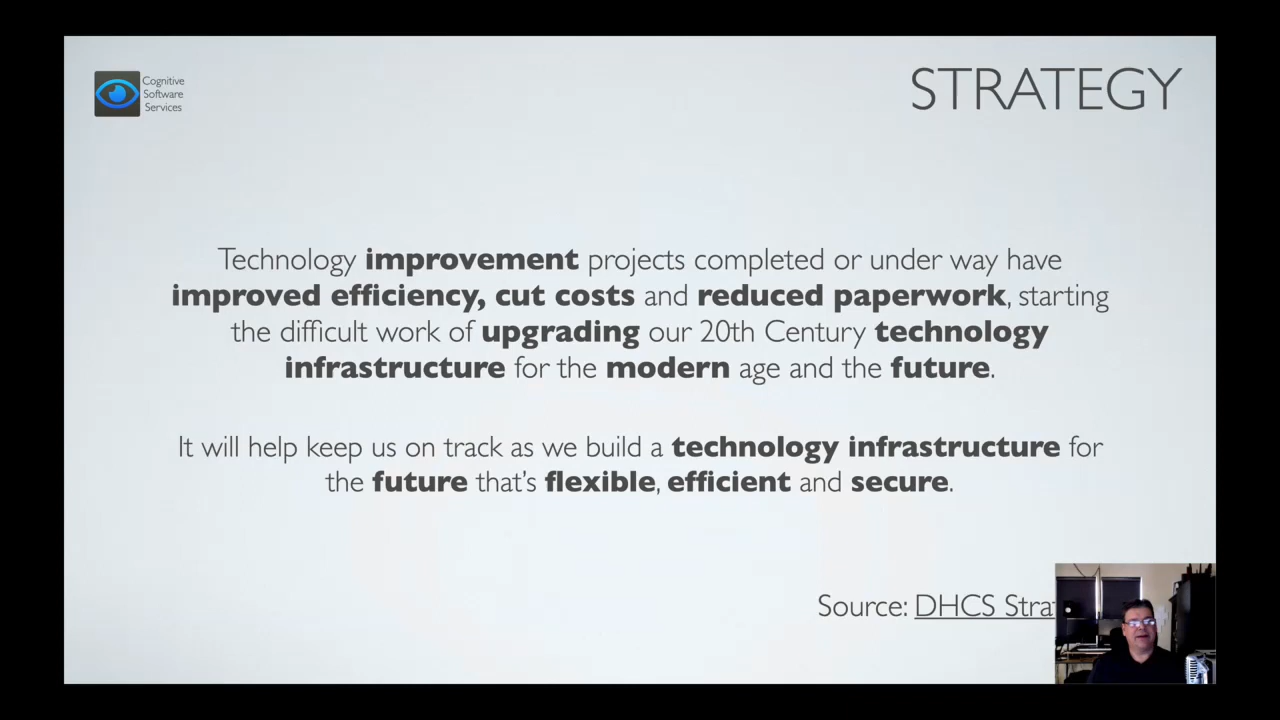 Cognitive
Software
Services
STRATEGY
Technology improvement projects completed or under way have
improved efficiency, cut costs and reduced paperwork, starting
the difficult work of upgrading our 20th Century technology
infrastructure for the modern age and the future.
It will help keep us on track as we build a technology infrastructure for
the future that's flexible, efficient and secure.
Source: DHCS